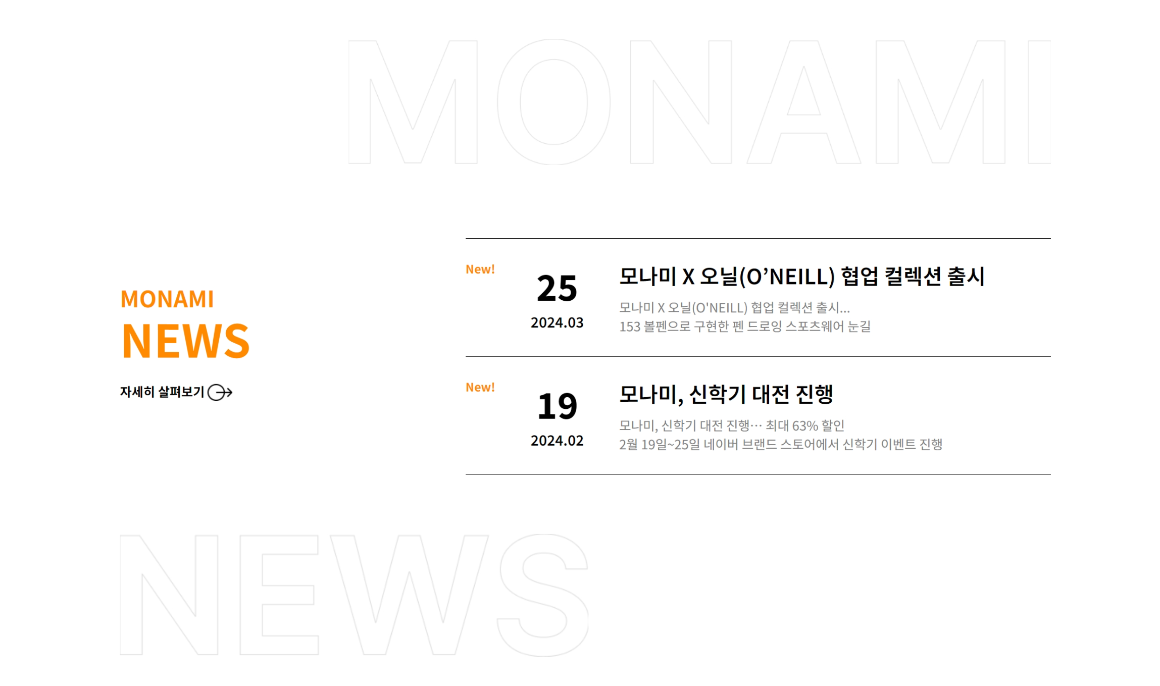 MONAMI
MONAMI
NEWS
자세히 살펴보기
New!
25
2024.03
모나미 X 오닐(O’NEILL) 협업 컬렉션 출시
모나미 X 오닐(O'NEILL) 협업 컬렉션 출시...
153 볼펜으로 구현한 펜 드로잉 스포츠웨어 눈길
New!
19
2024.02
모나미, 신학기 대전 진행
모나미, 신학기 대전 진행… 최대 63% 할인
2월 19일~25일 네이버 브랜드 스토어에서 신학기 이벤트 진행
NEWS